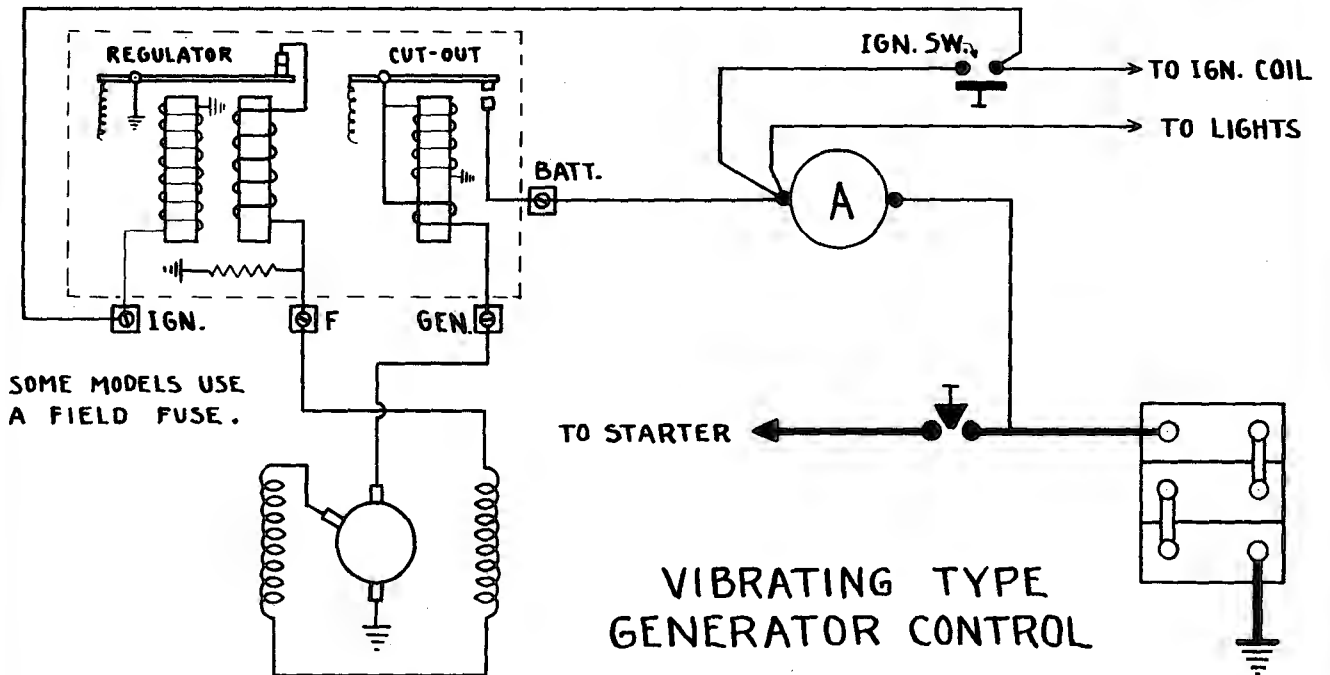 REGULATOR
CUT-OUT
IGN. SW.
TO IGN. COIL
TO LIGHTS
BATT.
A
IGN.
F
GEN.
SOME MODELS USE
A FIELD FUSE.
TO STARTER
VIBRATING TYPE
GENERATOR CONTROL